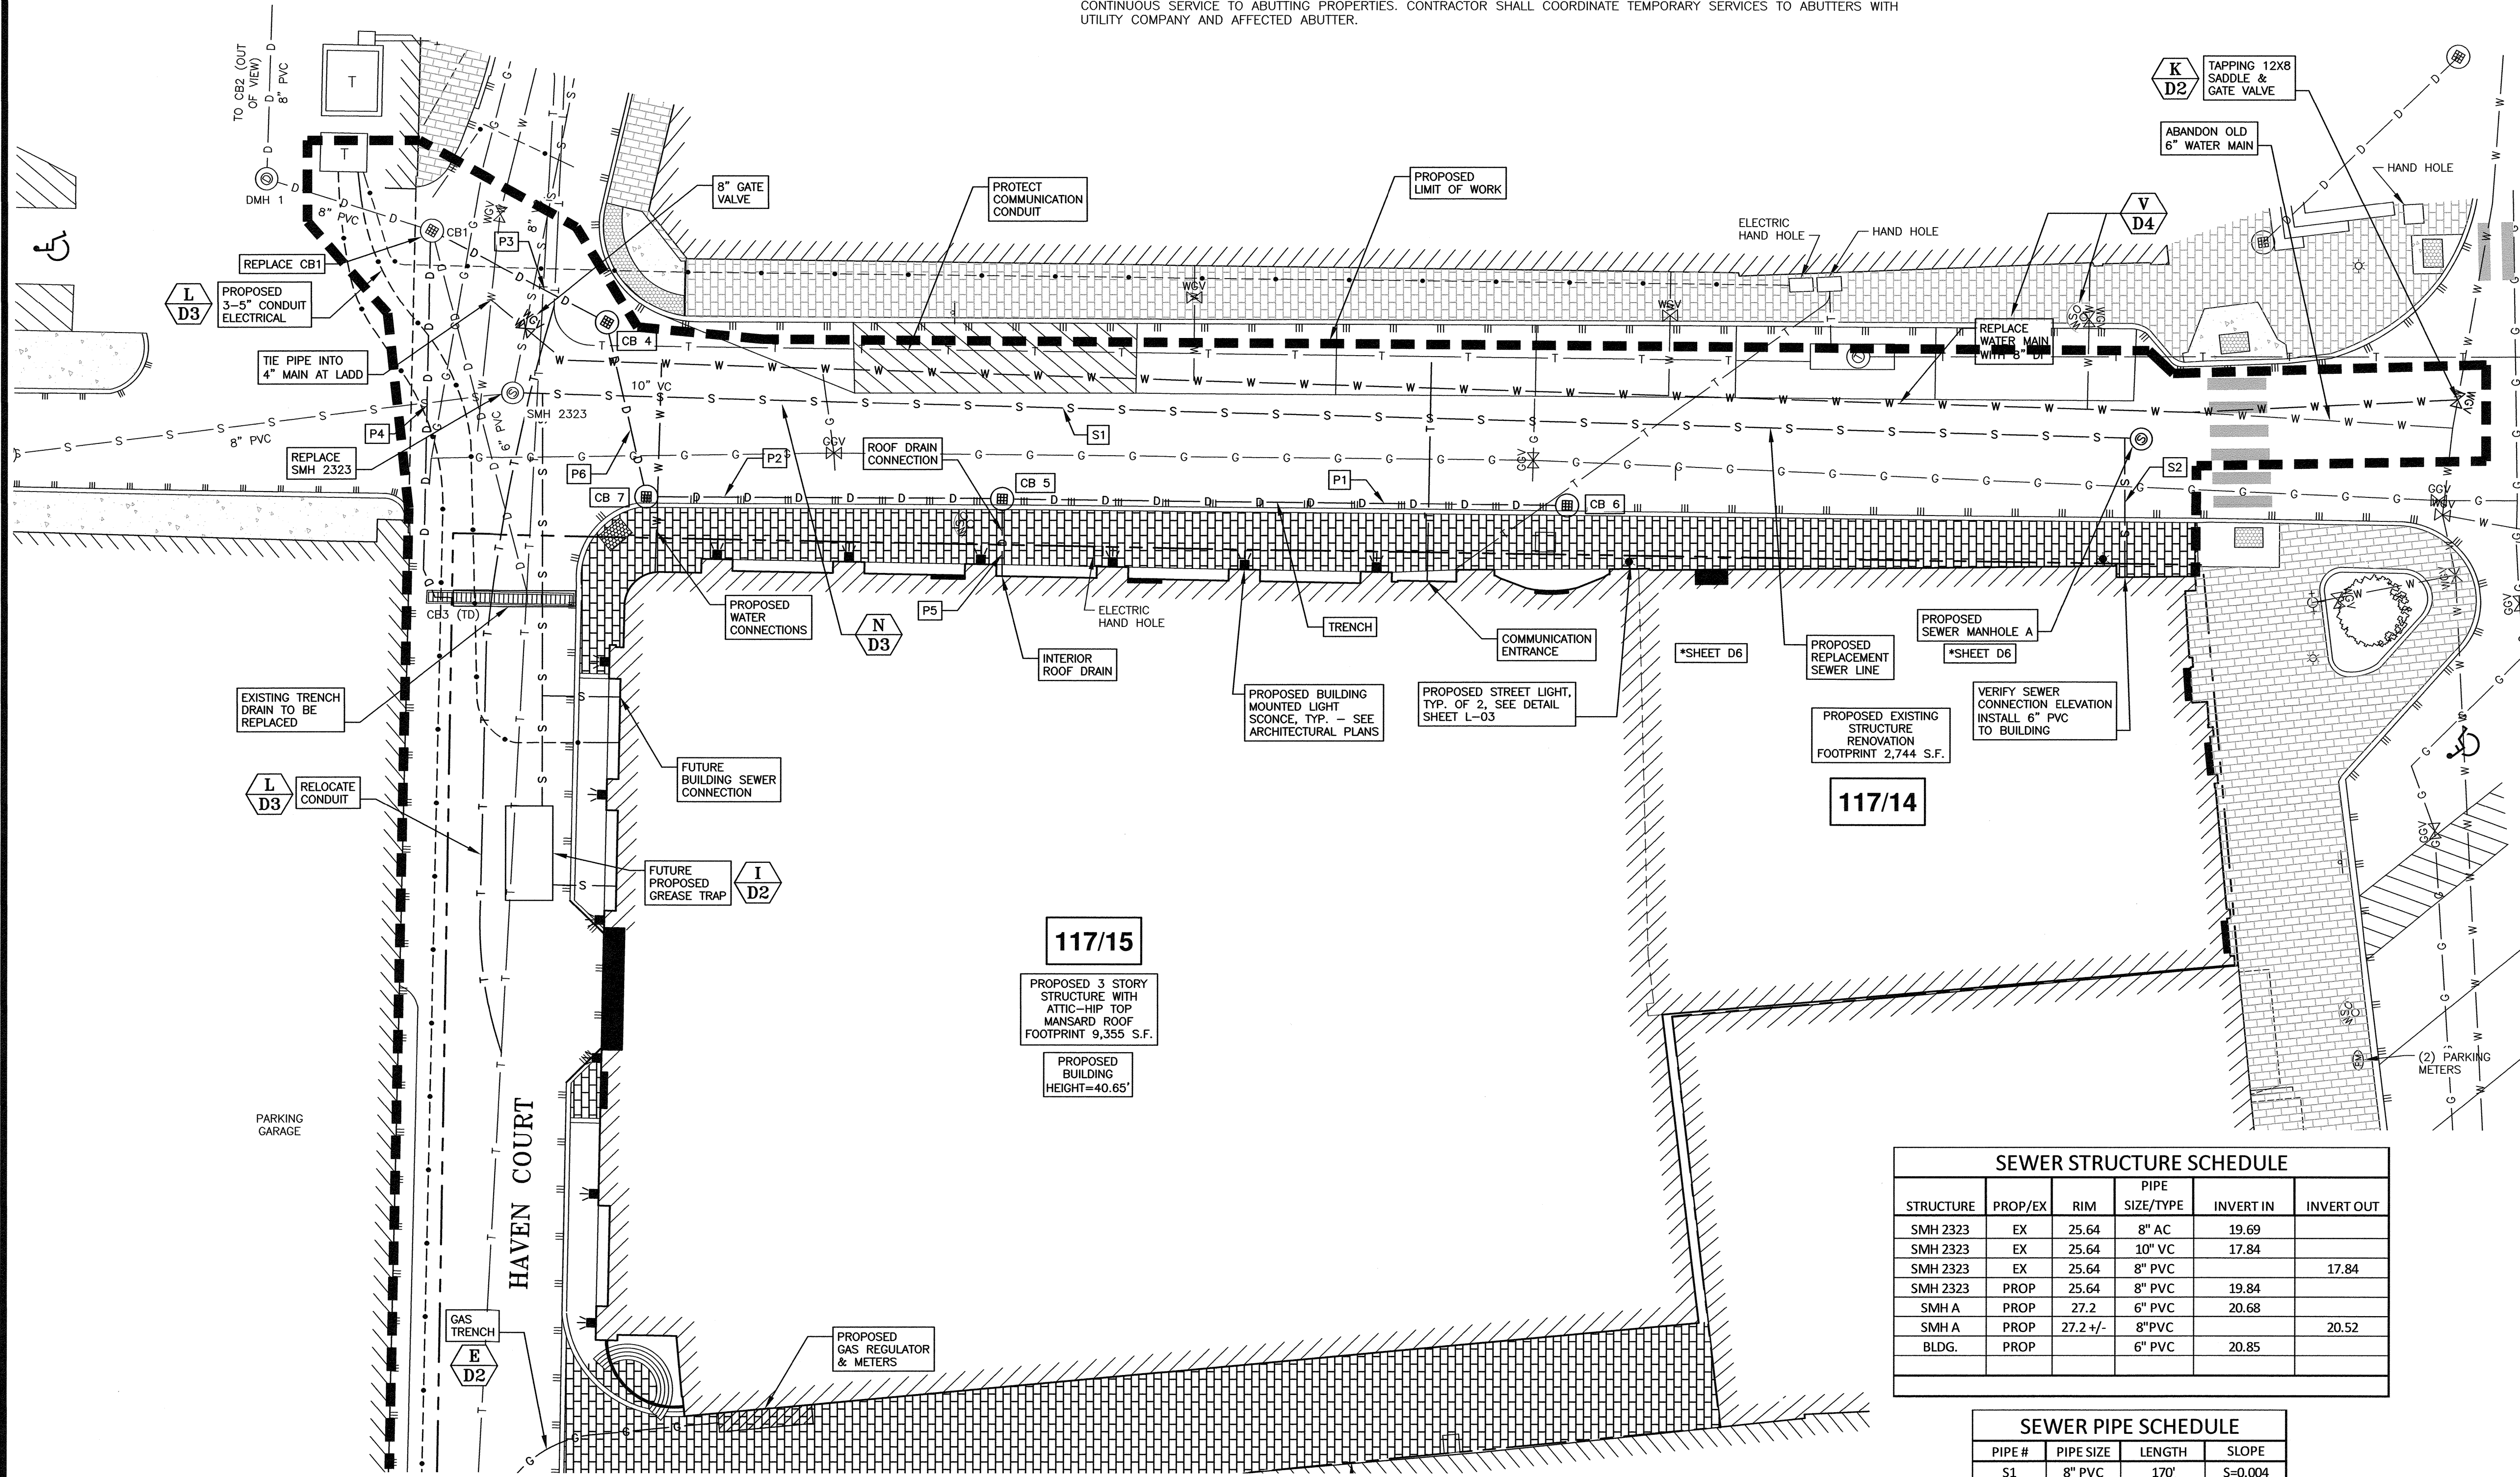 CONTINUOUS SERVICE TO ABUTTING PROPERTIES. CONTRACTOR SHALL COORDINATE TEMPORARY SERVICES TO ABUTTERS WITH
UTILITY COMPANY AND AFFECTED ABUTTER.
TO CB2 (OUT
OF VIEW)
8" PVC
T
T
DMH 1
8" PVC
CB1
REPLACE CB1
P3
L
D3
PROPOSED
3-5" CONDUIT
ELECTRICAL
TIE PIPE INTO
4" MAIN AT LADD
P4
8" PVC
REPLACE
SMH 2323
SMH 2323
6" PVC
8" GATE
VALVE
PROTECT
COMMUNICATION
CONDUIT
PROPOSED
LIMIT OF WORK
ELECTRIC
HAND HOLE
HAND HOLE
K
D2
TAPPING 12X8
SADDLE &
GATE VALVE
ABANDON OLD
6" WATER MAIN
HAND HOLE
V
D4
REPLACE
WATER MAIN
WITH 8" DI
WGV
WGV
WGV
WGV
WGV
WGV
CB 4
10" VC
S1
S2
P6
CB 7
P2
GGV
ROOF DRAIN
CONNECTION
CB 5
P1
GGV
CB 6
GGV
CB3 (TD)
PROPOSED
WATER
CONNECTIONS
N
D3
P5
INTERIOR
ROOF DRAIN
ELECTRIC
HAND HOLE
TRENCH
COMMUNICATION
ENTRANCE
*SHEET D6
PROPOSED
REPLACEMENT
SEWER LINE
PROPOSED
SEWER MANHOLE A
*SHEET D6
EXISTING TRENCH
DRAIN TO BE
REPLACED
PROPOSED BUILDING
MOUNTED LIGHT
SCONCE, TYP. - SEE
ARCHITECTURAL PLANS
PROPOSED STREET LIGHT,
TYP. OF 2, SEE DETAIL
SHEET L-03
PROPOSED EXISTING
STRUCTURE
RENOVATION
FOOTPRINT 2,744 S.F.
VERIFY SEWER
CONNECTION ELEVATION
INSTALL 6" PVC
TO BUILDING
117/14
FUTURE
BUILDING SEWER
CONNECTION
L
D3
RELOCATE
CONDUIT
FUTURE
PROPOSED
GREASE TRAP
I
D2
GGV
117/15
PROPOSED 3 STORY
STRUCTURE WITH
ATTIC-HIP TOP
MANSARD ROOF
FOOTPRINT 9,355 S.F.
PROPOSED
BUILDING
HEIGHT=40.65'
(2) PARKING
METERS
PARKING
GARAGE
HAVEN COURT
GAS
TRENCH
E
D2
PROPOSED
GAS REGULATOR
& METERS
SEWER STRUCTURE SCHEDULE
STRUCTURE PROP/EX RIM PIPE SIZE/TYPE INVERT IN INVERT OUT
SMH 2323 EX 25.64 8" AC 19.69
SMH 2323 EX 25.64 10" VC 17.84
SMH 2323 EX 25.64 8" PVC 17.84
SMH 2323 PROP 25.64 8" PVC 19.84
SMH A PROP 27.2 6" PVC 20.68
SMH A PROP 27.2 +/- 8"PVC 20.52
BLDG. PROP 6" PVC 20.85
SEWER PIPE SCHEDULE
PIPE # PIPE SIZE LENGTH SLOPE
S1 8" PVC 170' S=0.004